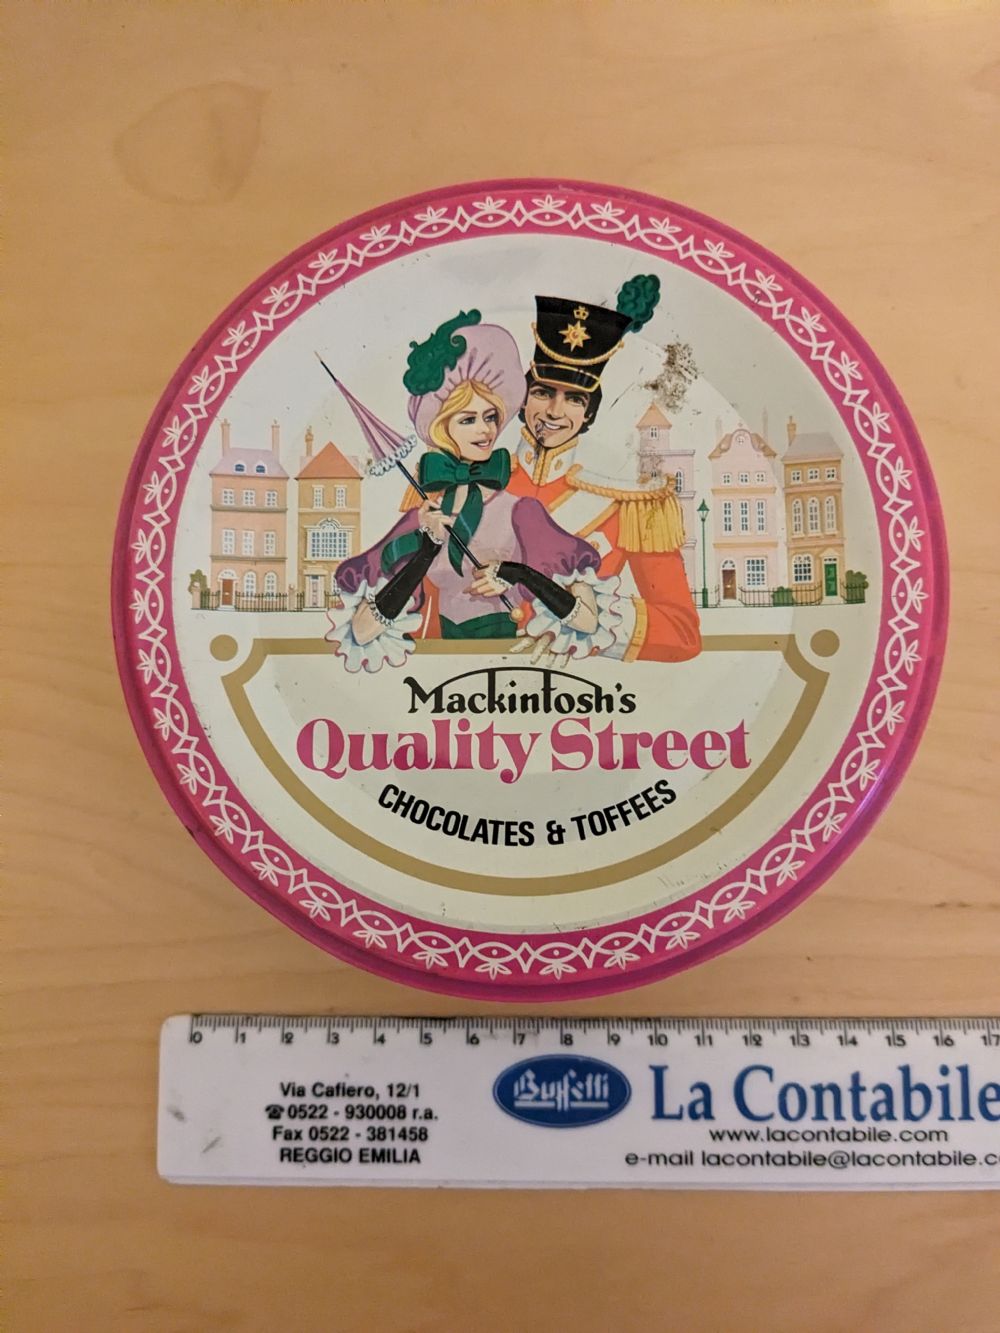 Mackintosh's
Quality Street
CHOCOLATES & TOFFEES
0 1 2 3 4 5 6 7 8 9 10 11 12 13 14 15 16 17
Via Cafiero, 12/1
☎ 0522 - 930008 r.a.
Fax 0522 - 381458
REGGIO EMILIA
Buffetti
La Contabile
www.lacontabile.com
e-mail lacontabile@lacontabile.c